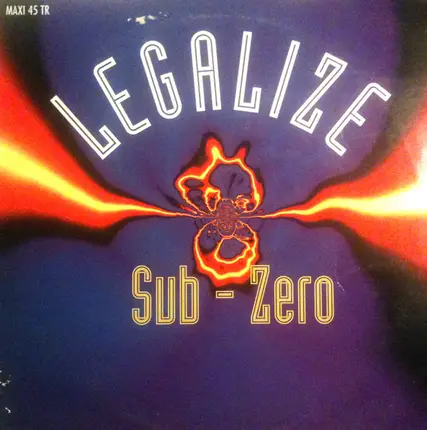 MAXI 45 TR
LEGALIZE
Sub - Zero